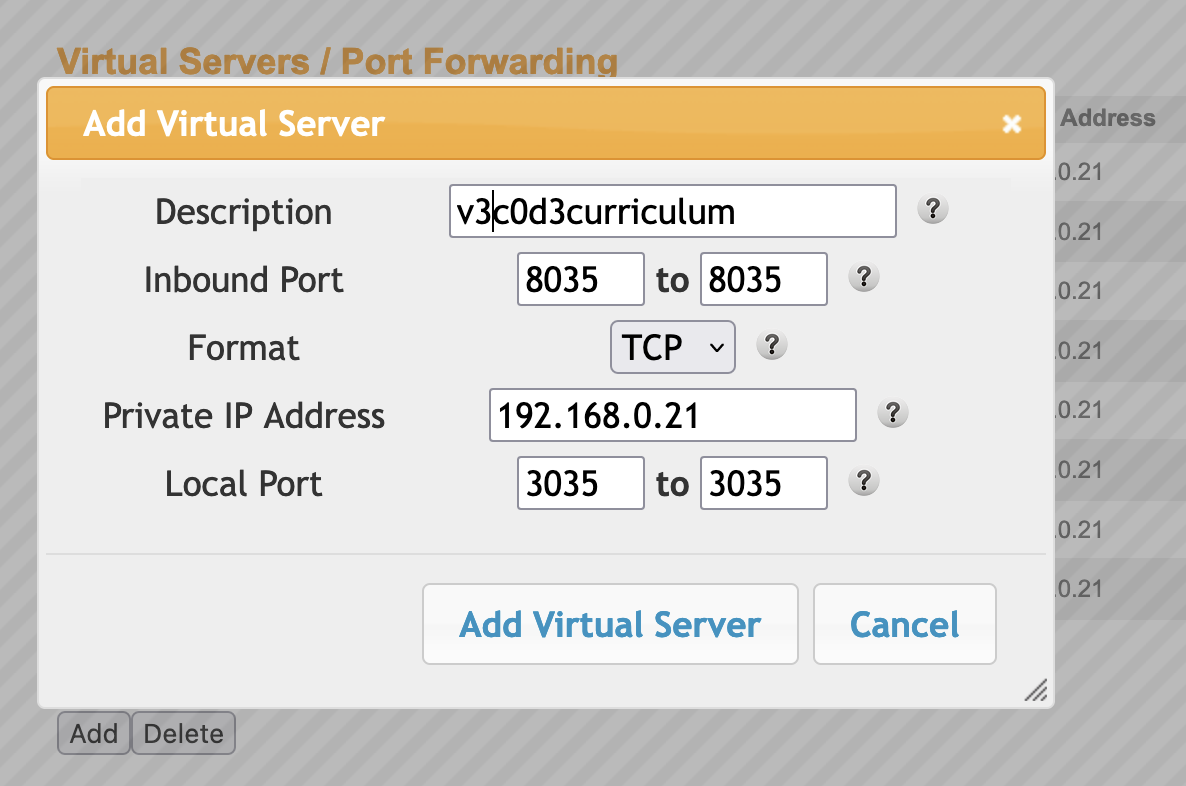 Virtual Servers / Port Forwarding
Add Virtual Server
Address
Description v3c0d3curriculum ?
.0.21
Inbound Port 8035 to 8035 ?
.0.21
.0.21
Format TCP ?
.0.21
Private IP Address 192.168.0.21 ?
.0.21
Local Port 3035 to 3035 ?
.0.21
.0.21
.0.21
Add Virtual Server Cancel
Add Delete